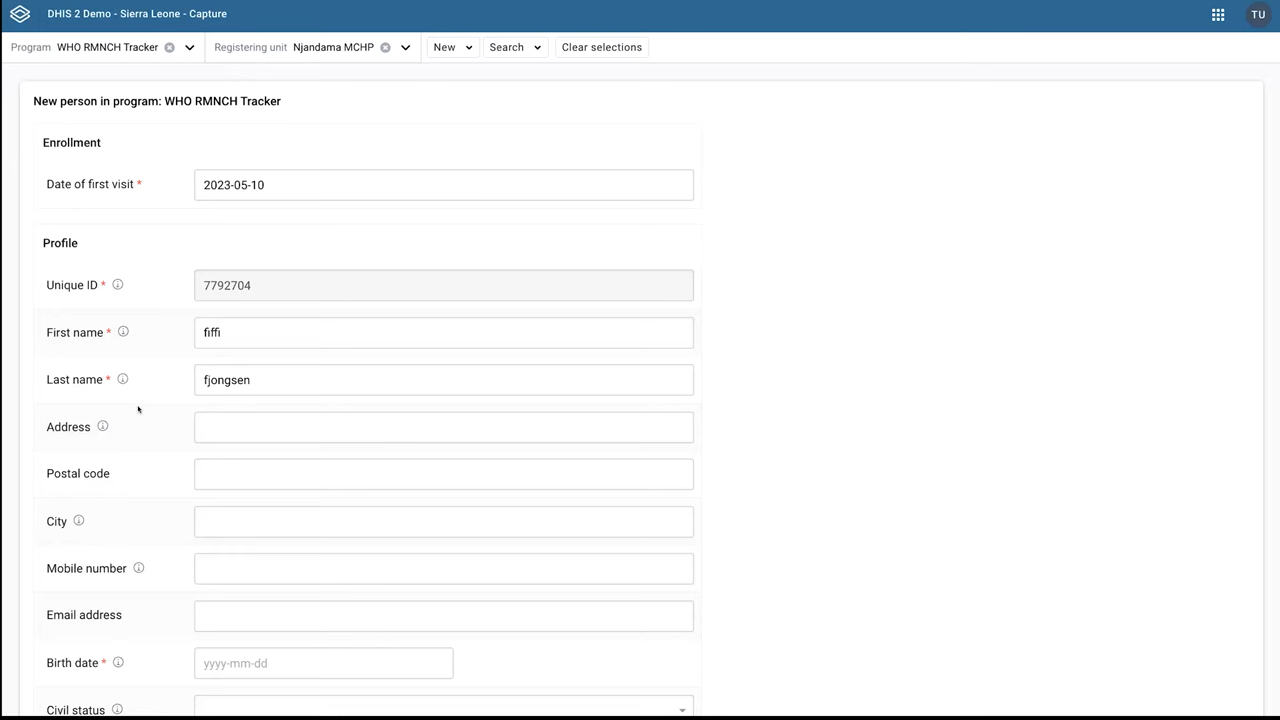 DHIS 2 Demo - Sierra Leone - Capture
TU
Program WHO RMNCH Tracker
Registering unit Njandama MCHP
New
Search
Clear selections
New person in program: WHO RMNCH Tracker
Enrollment
Date of first visit * 2023-05-10
Profile
Unique ID * 7792704
First name * fiffi
Last name * fjongsen
Address
Postal code
City
Mobile number
Email address
Birth date * yyyy-mm-dd
Civil status